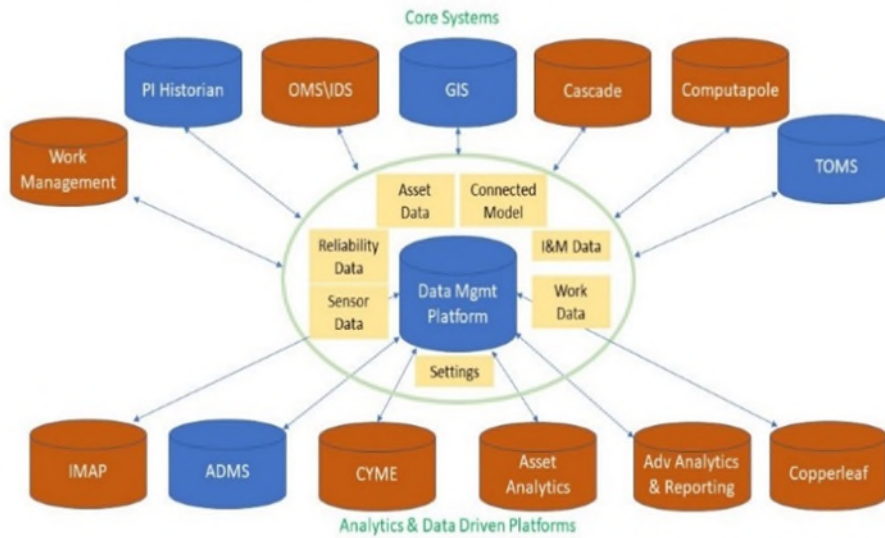 Core Systems
PI Historian
OMS\IDS
GIS
Cascade
Computapole
Work
Management
TOMS
Asset
Data
Connected
Model
Reliability
Data
I&M Data
Sensor
Data
Data Mgmt
Platform
Work
Data
Settings
IMAP
ADMS
CYME
Asset
Analytics
Adv Analytics
& Reporting
Copperleaf
Analytics & Data Driven Platforms